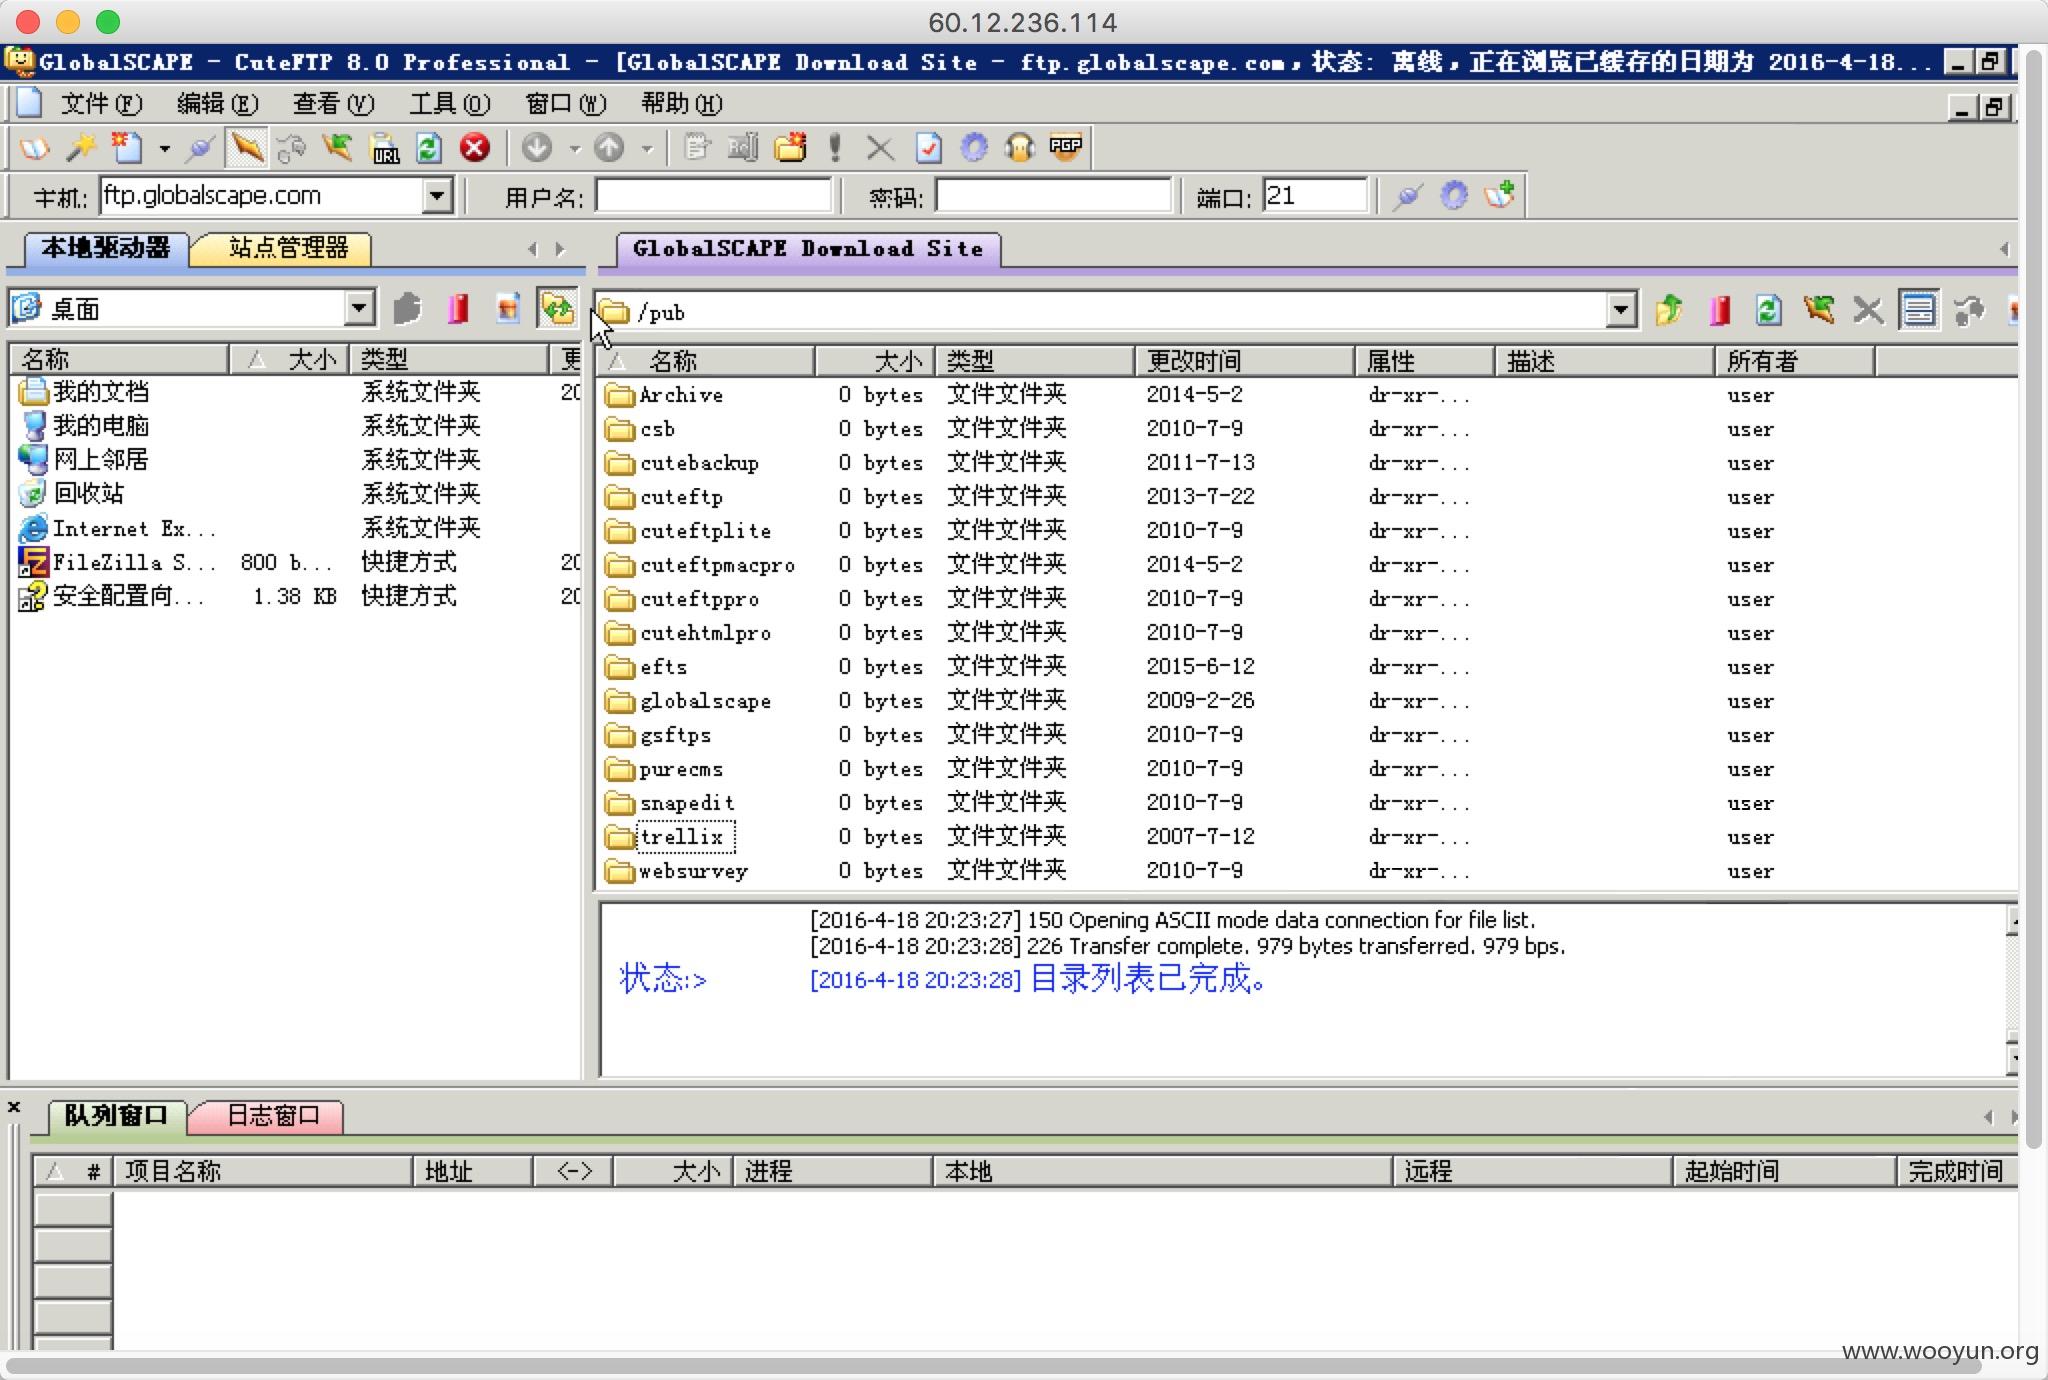 60.12.236.114
GlobalSCAPE - CuteFTP 8.0 Professional - [GlobalSCAPE Download Site - ftp.globalscape.com，状态: 离线，正在浏览已缓存的日期为 2016-4-18...
文件(F) 编辑(E) 查看(V) 工具(O) 窗口(W) 帮助(H)
URL PGP
主机: ftp.globalscape.com 用户名: 密码: 端口: 21
本地驱动器 站点管理器 GlobalSCAPE Download Site
桌面 /pub
名称 大小 类型 更
我的文档 系统文件夹 20
我的电脑 系统文件夹
网上邻居 系统文件夹
回收站 系统文件夹
Internet Ex... 系统文件夹
FileZilla S... 800 b... 快捷方式 20
安全配置向... 1.38 KB 快捷方式 20
名称 大小 类型 更改时间 属性 描述 所有者
Archive 0 bytes 文件文件夹 2014-5-2 dr-xr-... user
csb 0 bytes 文件文件夹 2010-7-9 dr-xr-... user
cutebackup 0 bytes 文件文件夹 2011-7-13 dr-xr-... user
cuteftp 0 bytes 文件文件夹 2013-7-22 dr-xr-... user
cuteftplite 0 bytes 文件文件夹 2010-7-9 dr-xr-... user
cuteftpmacpro 0 bytes 文件文件夹 2014-5-2 dr-xr-... user
cuteftppro 0 bytes 文件文件夹 2010-7-9 dr-xr-... user
cutehtmlpro 0 bytes 文件文件夹 2010-7-9 dr-xr-... user
efts 0 bytes 文件文件夹 2015-6-12 dr-xr-... user
globalscape 0 bytes 文件文件夹 2009-2-26 dr-xr-... user
gsftps 0 bytes 文件文件夹 2010-7-9 dr-xr-... user
purecms 0 bytes 文件文件夹 2010-7-9 dr-xr-... user
snapedit 0 bytes 文件文件夹 2010-7-9 dr-xr-... user
trellix 0 bytes 文件文件夹 2007-7-12 dr-xr-... user
websurvey 0 bytes 文件文件夹 2010-7-9 dr-xr-... user
[2016-4-18 20:23:27] 150 Opening ASCII mode data connection for file list.
[2016-4-18 20:23:28] 226 Transfer complete. 979 bytes transferred. 979 bps.
状态:> [2016-4-18 20:23:28] 目录列表已完成。
队列窗口 日志窗口
# 项目名称 地址 <-> 大小 进程 本地 远程 起始时间 完成时间
www.wooyun.org